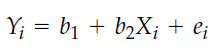 Yᵢ = b₁ + b₂Xᵢ + eᵢ